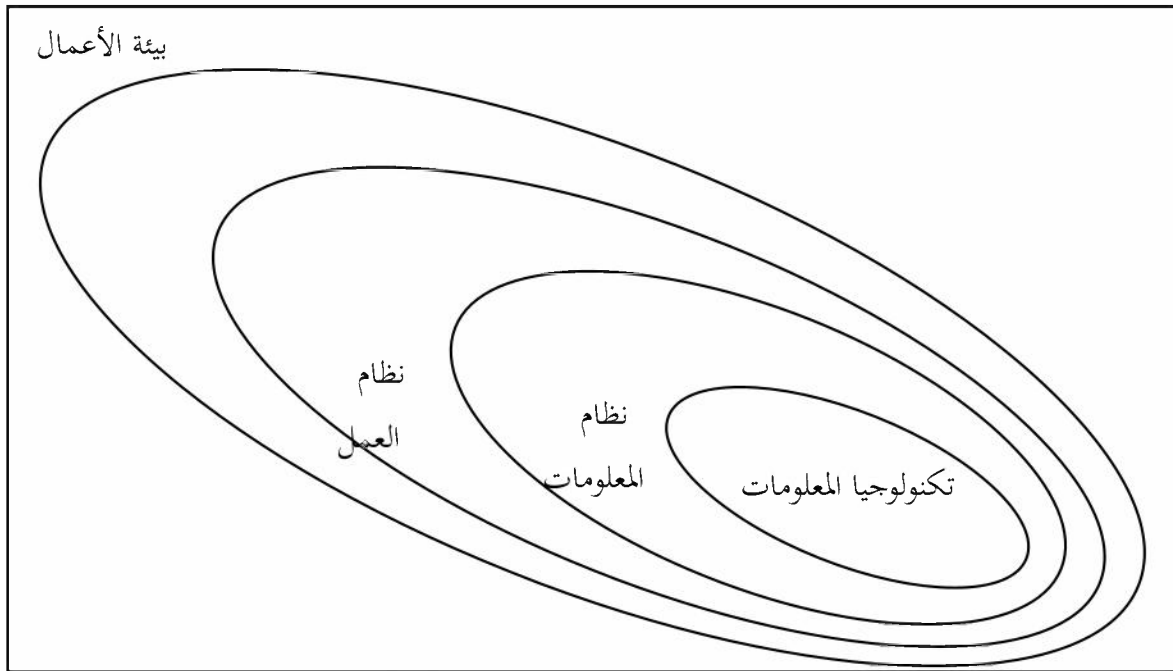 بيئة الأعمال
نظام
العمل
نظام
المعلومات
تكنولوجيا المعلومات